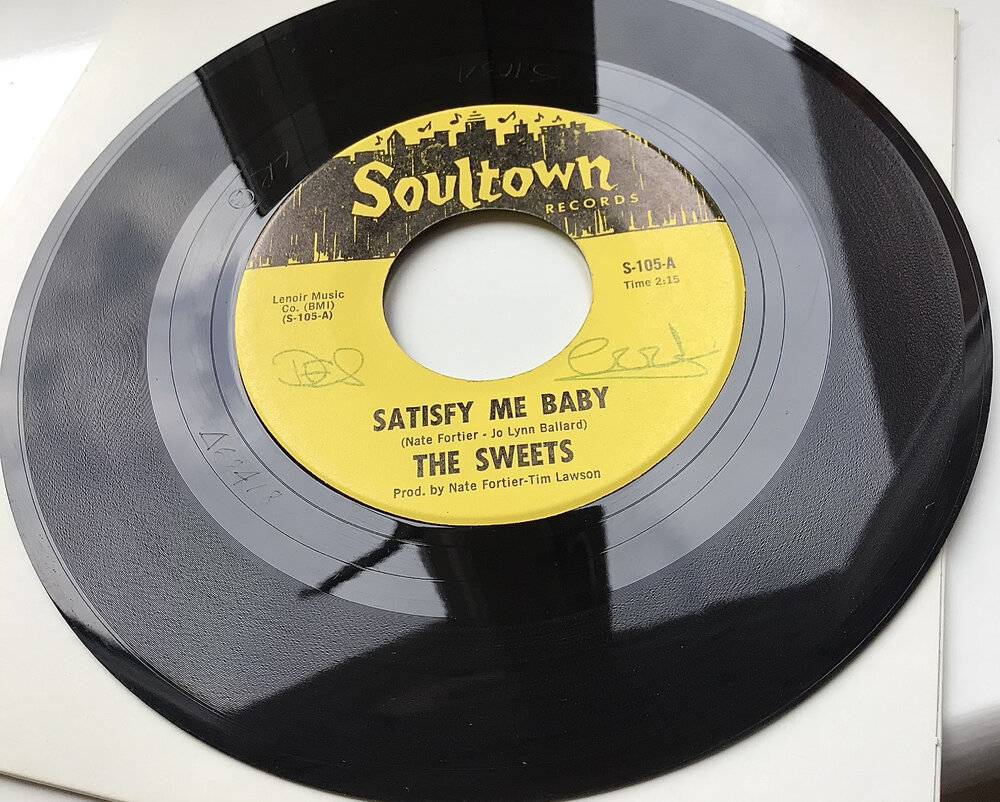 Soultown
RECORDS
S-105-A
Time 2:15
Lenoir Music
Co. (BMI)
(S-105-A)
SATISFY ME BABY
(Nate Fortier - Jo Lynn Ballard)
THE SWEETS
Prod. by Nate Fortier-Tim Lawson